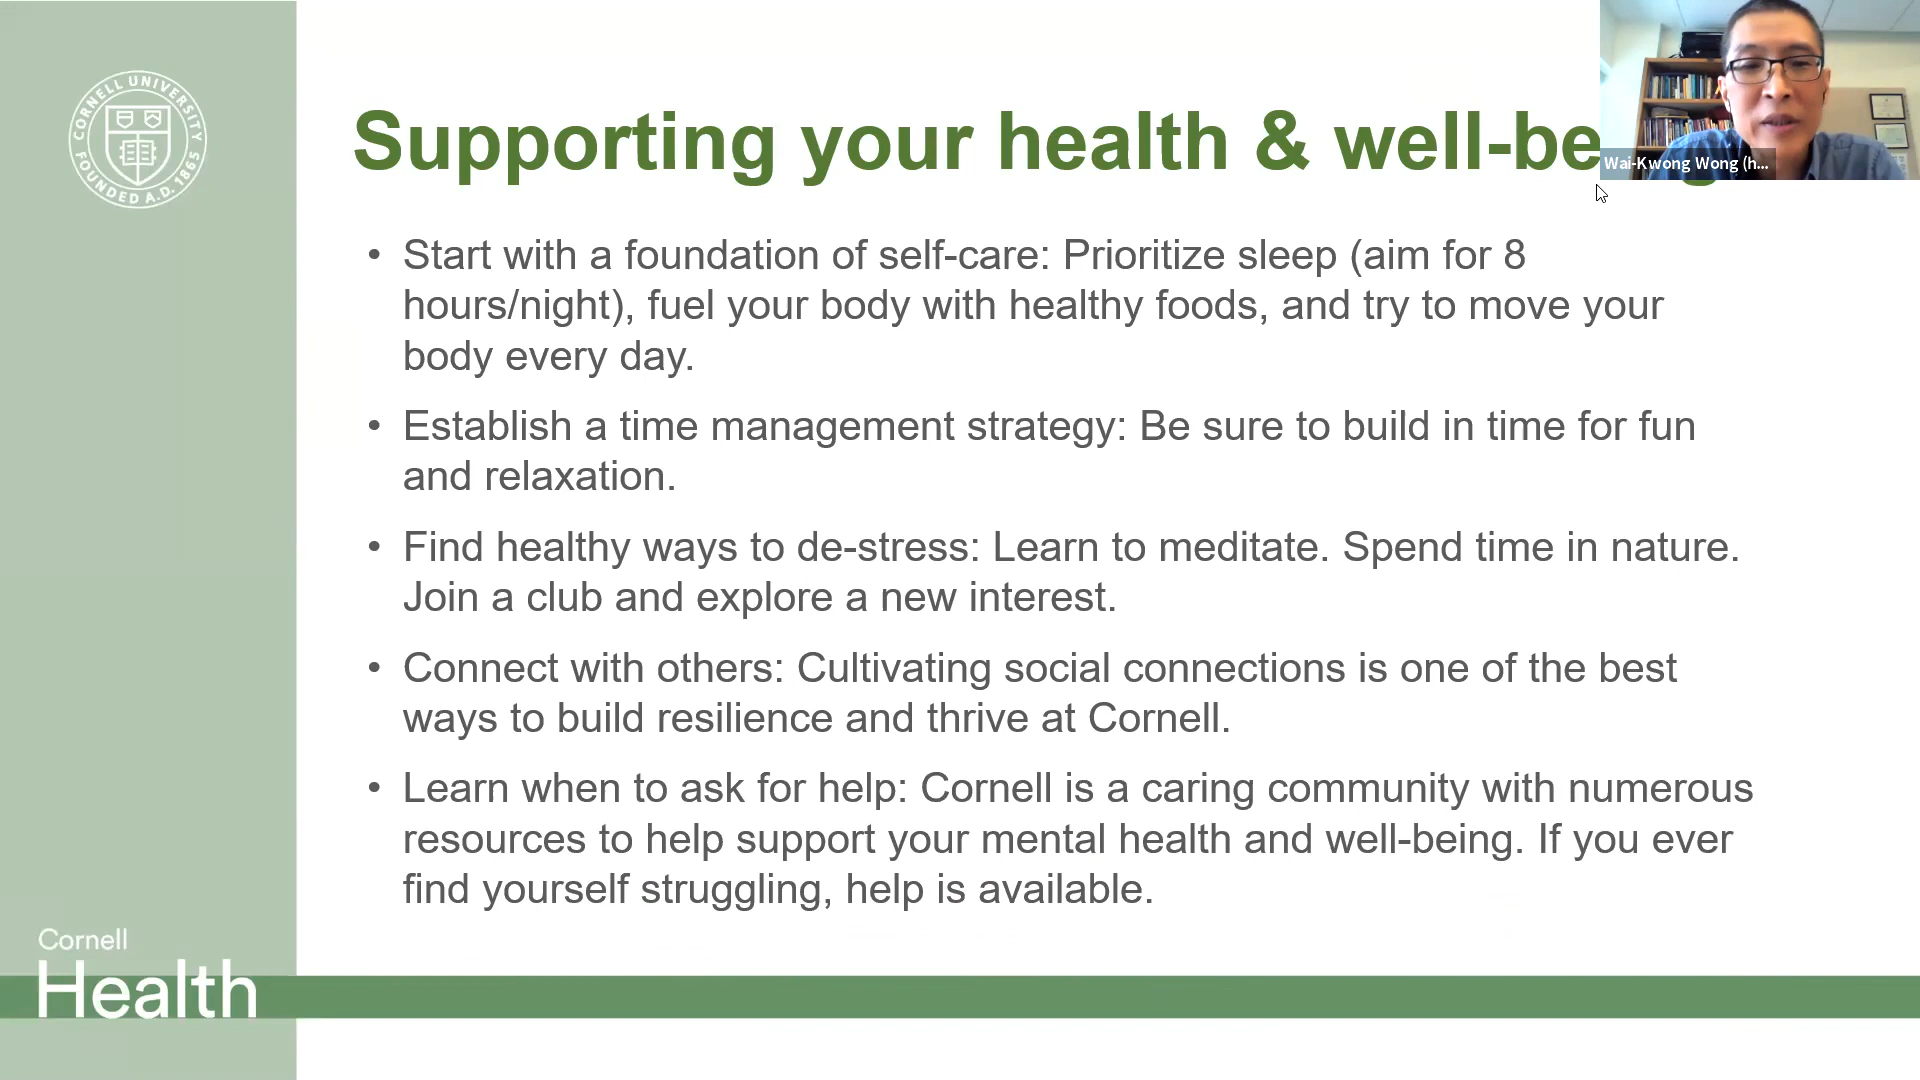 CORNELL UNIVERSITY
FOUNDED A.D. 1865
Supporting your health & well-be
Wai-Kwong Wong (h...
• Start with a foundation of self-care: Prioritize sleep (aim for 8
hours/night), fuel your body with healthy foods, and try to move your
body every day.
• Establish a time management strategy: Be sure to build in time for fun
and relaxation.
• Find healthy ways to de-stress: Learn to meditate. Spend time in nature.
Join a club and explore a new interest.
• Connect with others: Cultivating social connections is one of the best
ways to build resilience and thrive at Cornell.
• Learn when to ask for help: Cornell is a caring community with numerous
resources to help support your mental health and well-being. If you ever
find yourself struggling, help is available.
Cornell
Health